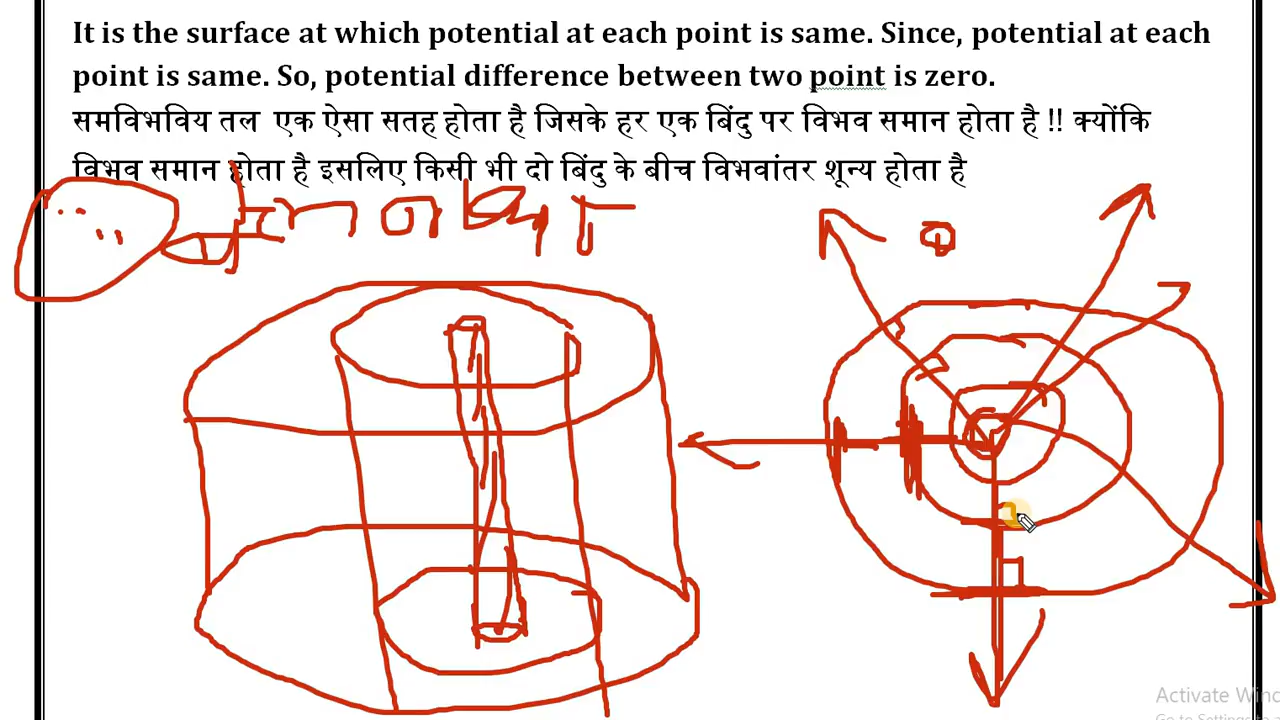 It is the surface at which potential at each point is same. Since, potential at each
point is same. So, potential difference between two point is zero.
समविभविय तल एक ऐसा सतह होता है जिसके हर एक बिंदु पर विभव समान होता है !! क्योंकि
विभव समान होता है इसलिए किसी भी दो बिंदु के बीच विभवांतर शून्य होता है
Activate Wind